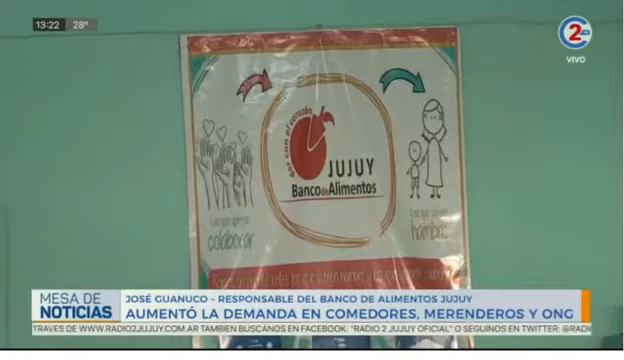 13:22 28°
2
VIVO
JUJUY
Banco de Alimentos
colaborar
hambre
MESA DE
NOTICIAS
JOSÉ GUANUCO - RESPONSABLE DEL BANCO DE ALIMENTOS JUJUY
AUMENTÓ LA DEMANDA EN COMEDORES, MERENDEROS Y ONG
TRAVES DE WWW.RADIO2JUJUY.COM.AR TAMBIEN BUSCÁNOS EN FACEBOOK: "RADIO 2 JUJUY OFICIAL" O SEGUÍNOS EN TWITTER: @RADI